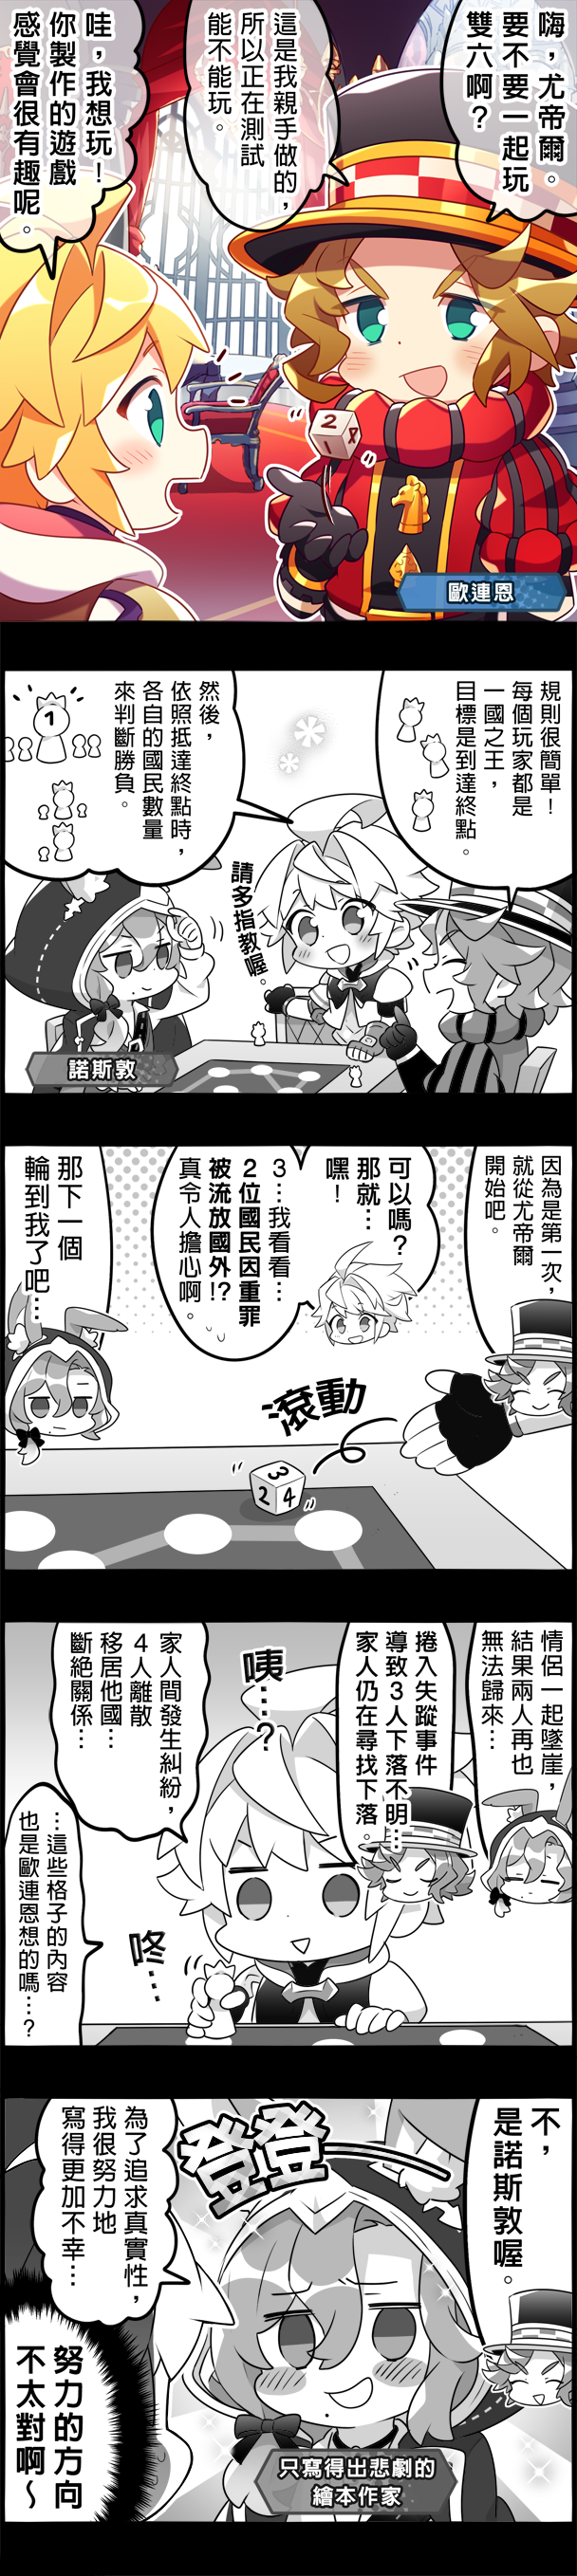 嗨，尤帝爾。
要不要一起玩
雙六啊？
這是我親手做的，
所以正在測試
能不能玩。
哇，我想玩！
你製作的遊戲
感覺會很有趣呢。
2
1
歐連恩
規則很簡單！
每個玩家都是
一國之王，
目標是到達終點。
然後，
依照抵達終點時，
各自的國民數量
來判斷勝負。
1
請多指教喔。
諾斯敦
因為是第一次，
就從尤帝爾
開始吧。
可以嗎？
那就…
嘿！
3…我看看…
2位國民因重罪
被流放國外!?
真令人擔心啊。
那下一個
輪到我了吧…
滾動
3
2 4
情侶一起墜崖，
結果兩人再也
無法歸來…
捲入失蹤事件
導致3人下落不明…
家人仍在尋找下落。
咦…？
家人間發生糾紛，
4人離散
移居他國…
斷絕關係…
…這些格子的內容
也是歐連恩想的嗎…？
咚…
不，
是諾斯敦喔。
登登
為了追求真實性，
我很努力地
寫得更加不幸…
努力的方向
不太對啊～
只寫得出悲劇的
繪本作家